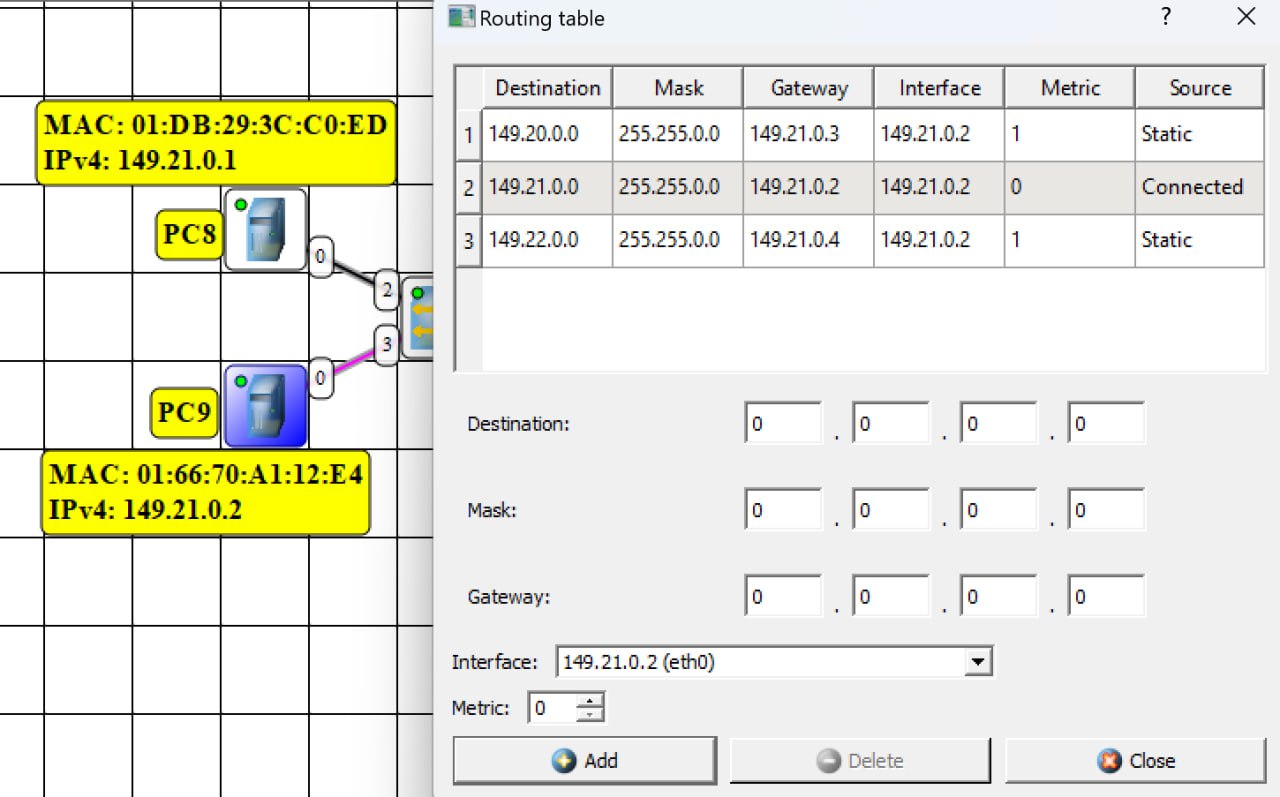 Routing table
?
MAC: 01:DB:29:3C:C0:ED
IPv4: 149.21.0.1
PC8
0
2
3
0
PC9
MAC: 01:66:70:A1:12:E4
IPv4: 149.21.0.2
Destination Mask Gateway Interface Metric Source
1 149.20.0.0 255.255.0.0 149.21.0.3 149.21.0.2 1 Static
2 149.21.0.0 255.255.0.0 149.21.0.2 149.21.0.2 0 Connected
3 149.22.0.0 255.255.0.0 149.21.0.4 149.21.0.2 1 Static
Destination: 0 . 0 . 0 . 0
Mask: 0 . 0 . 0 . 0
Gateway: 0 . 0 . 0 . 0
Interface: 149.21.0.2 (eth0)
Metric: 0
Add Delete Close